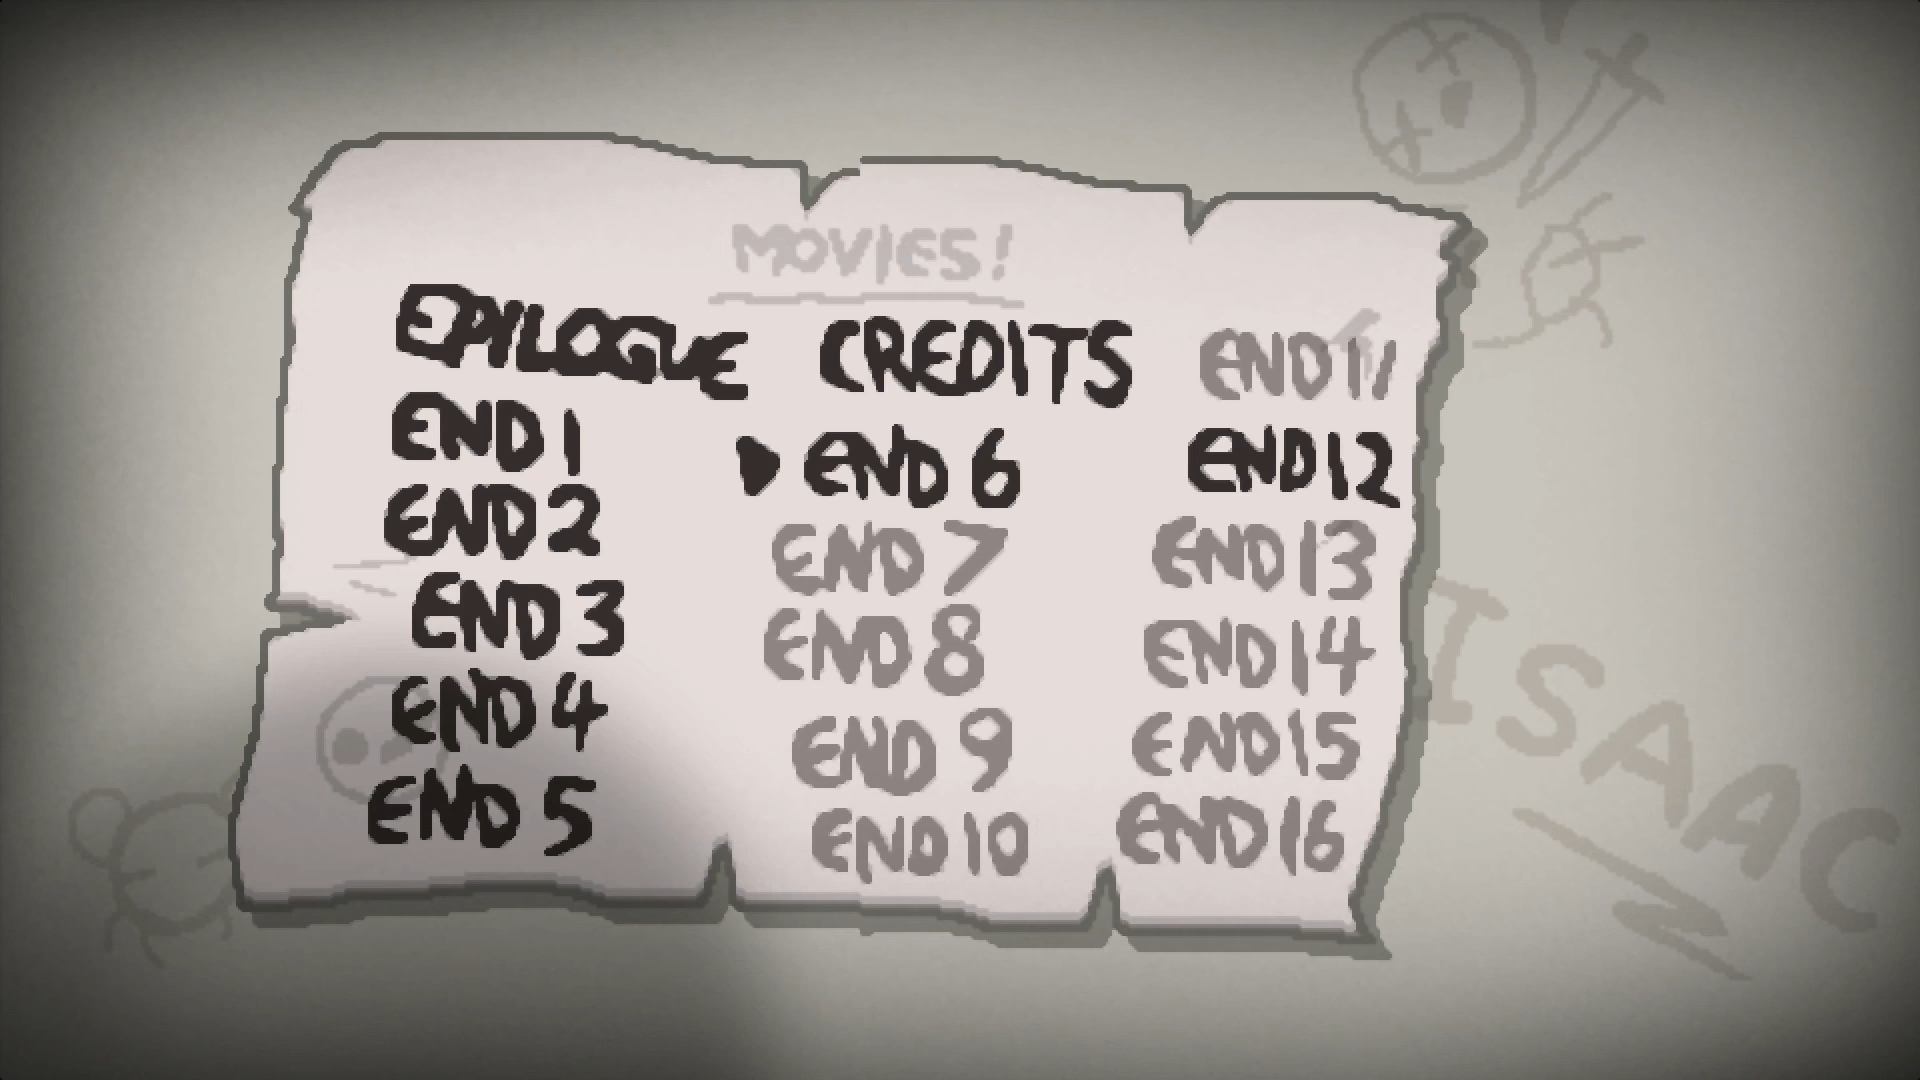 MOVIES!
EPILOGUE
END 1
END 2
END 3
END 4
END 5
CREDITS
END 6
END 7
END 8
END 9
END 10
END 11
END 12
END 13
END 14
END 15
END 16
ISAAC